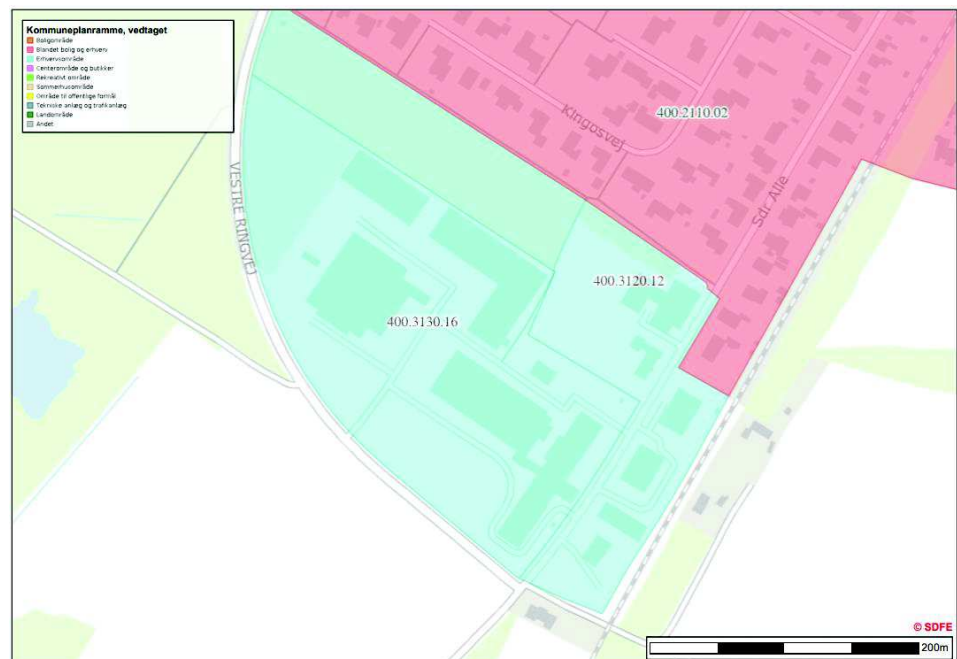 Kommuneplanramme, vedtaget
Boligområde
Blandet bolig og erhverv
Erhvervsområde
Centerområde og butikker
Rekreativt område
Sommerhusområde
Område til offentlige formål
Tekniske anlæg og trafikanlæg
Landområde
Andet
400.2110.02
Kingosvej
Sdr. Alle
VESTRE RINGVEJ
400.3120.12
400.3130.16
© SDFE
200m